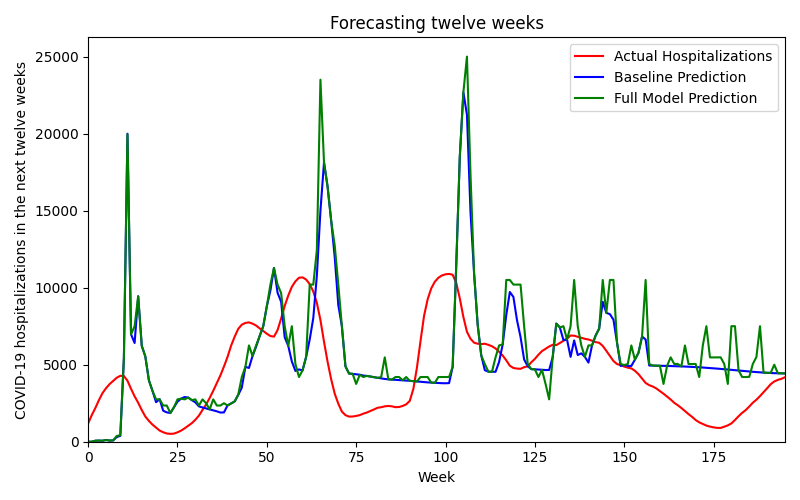 Forecasting twelve weeks
COVID-19 hospitalizations in the next twelve weeks
25000
20000
15000
10000
5000
0
Actual Hospitalizations
Baseline Prediction
Full Model Prediction
0 25 50 75 100 125 150 175
Week